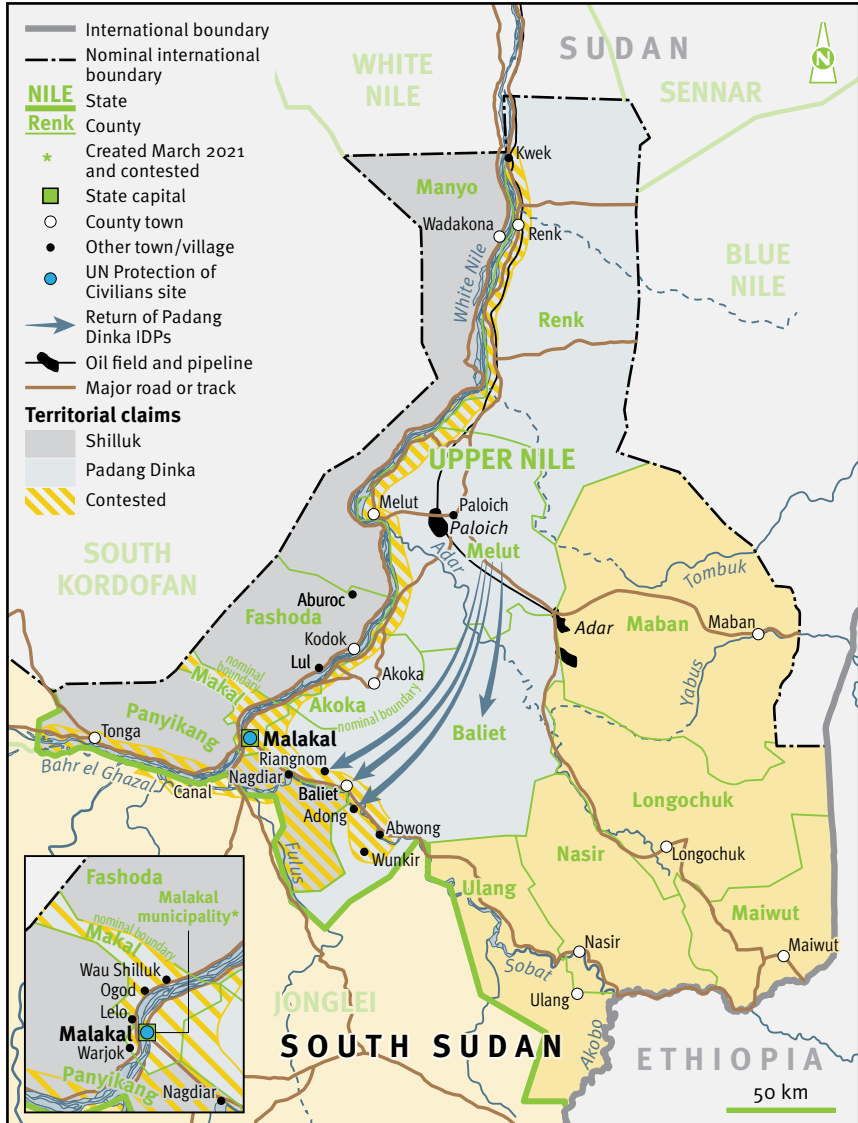 International boundary
Nominal international
boundary
NILE State
Renk County
* Created March 2021
and contested
State capital
County town
Other town/village
UN Protection of
Civilians site
Return of Padang
Dinka IDPs
Oil field and pipeline
Major road or track
Territorial claims
Shilluk
Padang Dinka
Contested
SUDAN
N
WHITE
NILE
SENNAR
Kwek
Manyo
Wadakona
Renk
White Nile
BLUE
NILE
Renk
UPPER NILE
Melut
Paloich
Paloich
Melut
Adar
SOUTH
KORDOFAN
Tombuk
Aburoc
Fashoda
Kodok
Lul
Adar
Maban
Maban
nominal
boundary
Makal
Akoka
Akoka
nominal boundary
Yabus
Panyikang
Tonga
Malakal
Baliet
Bahr el Ghazal
Canal
Riangnom
Nagdiar
Baliet
Adong
Abwong
Wunkir
Fulus
Longochuk
Longochuk
Nasir
Ulang
Maiwut
Maiwut
Nasir
Sobat
Ulang
Akobo
JONGLEI
SOUTH SUDAN
ETHIOPIA
50 km
Fashoda
Malakal
municipality*
nominal boundary
Makal
Wau Shilluk
Ogod
Lelo
Malakal
Warjok
Panyikang
Nagdiar